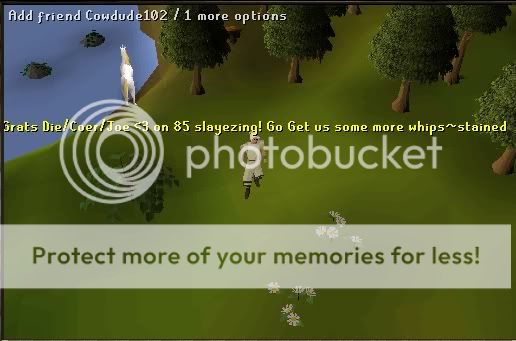 Add friend Cowdude102 / 1 more options
Grats Die/Coer/Joe <3 on 85 slayezing! Go Get us some more whips~stained
photobucket
Protect more of your memories for less!